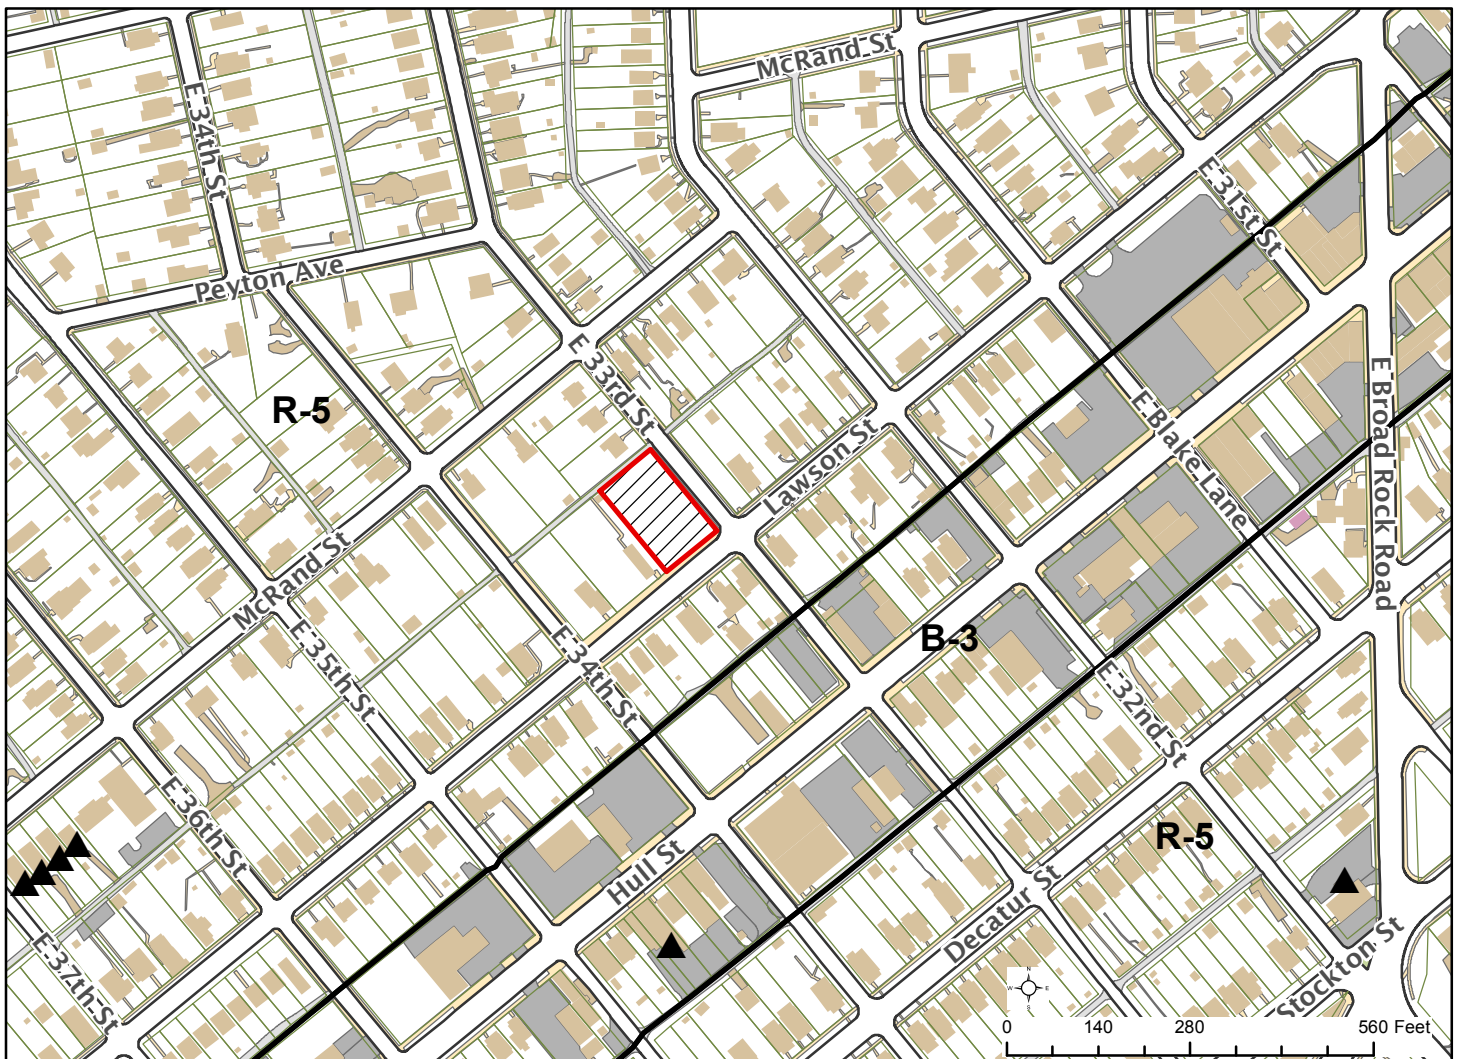 McRand St
E 34th St
E 31st St
Peyton Ave
E 33rd St
R-5
E Broad Rock Road
E Blake Lane
Lawson St
McRand St
E 35th St
E 34th St
B-3
E 32nd St
E 36th St
Hull St
R-5
Decatur St
E 37th St
Stockton St
N
W E
S
0 140 280 560 Feet